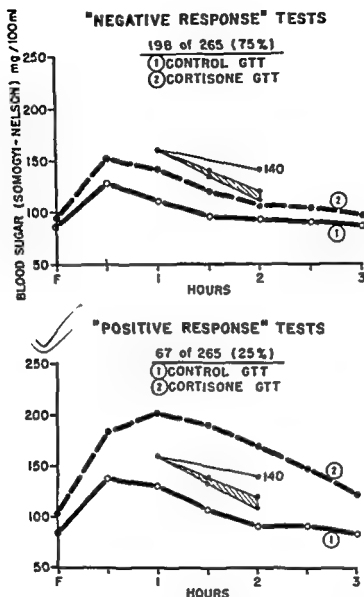 "NEGATIVE RESPONSE" TESTS
198 of 265 (75%)
① CONTROL GTT
② CORTISONE GTT
BLOOD SUGAR (SOMOGYI-NELSON) mg/100ml
200
150
100
50
140
②
①
F 1 2 3
HOURS
"POSITIVE RESPONSE" TESTS
67 of 265 (25%)
① CONTROL GTT
② CORTISONE GTT
200
150
100
50
140
②
①
F 1 2 3
HOURS